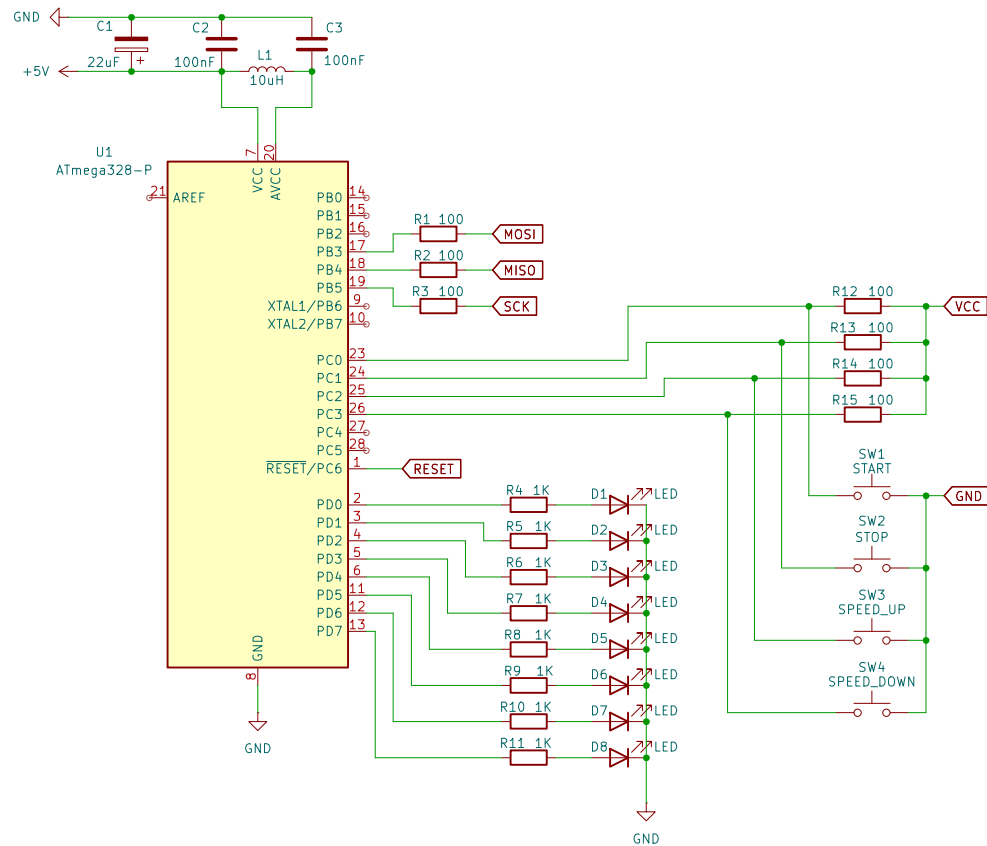 GND
C1
C2
C3
22uF
+
100nF
L1
100nF
+5V
10uH
U1
ATmega328-P
7
20
VCC
AVCC
21
AREF
PB0
14
PB1
15
PB2
16
PB3
17
PB4
18
PB5
19
XTAL1/PB6
9
XTAL2/PB7
10
PC0
23
PC1
24
PC2
25
PC3
26
PC4
27
PC5
28
RESET/PC6
1
PD0
2
PD1
3
PD2
4
PD3
5
PD4
6
PD5
11
PD6
12
PD7
13
GND
8
GND
R1 100
MOSI
R2 100
MISO
R3 100
SCK
RESET
R12 100
VCC
R13 100
R14 100
R15 100
SW1
START
GND
SW2
STOP
SW3
SPEED_UP
SW4
SPEED_DOWN
R4 1K
D1
LED
R5 1K
D2
LED
R6 1K
D3
LED
R7 1K
D4
LED
R8 1K
D5
LED
R9 1K
D6
LED
R10 1K
D7
LED
R11 1K
D8
LED
GND